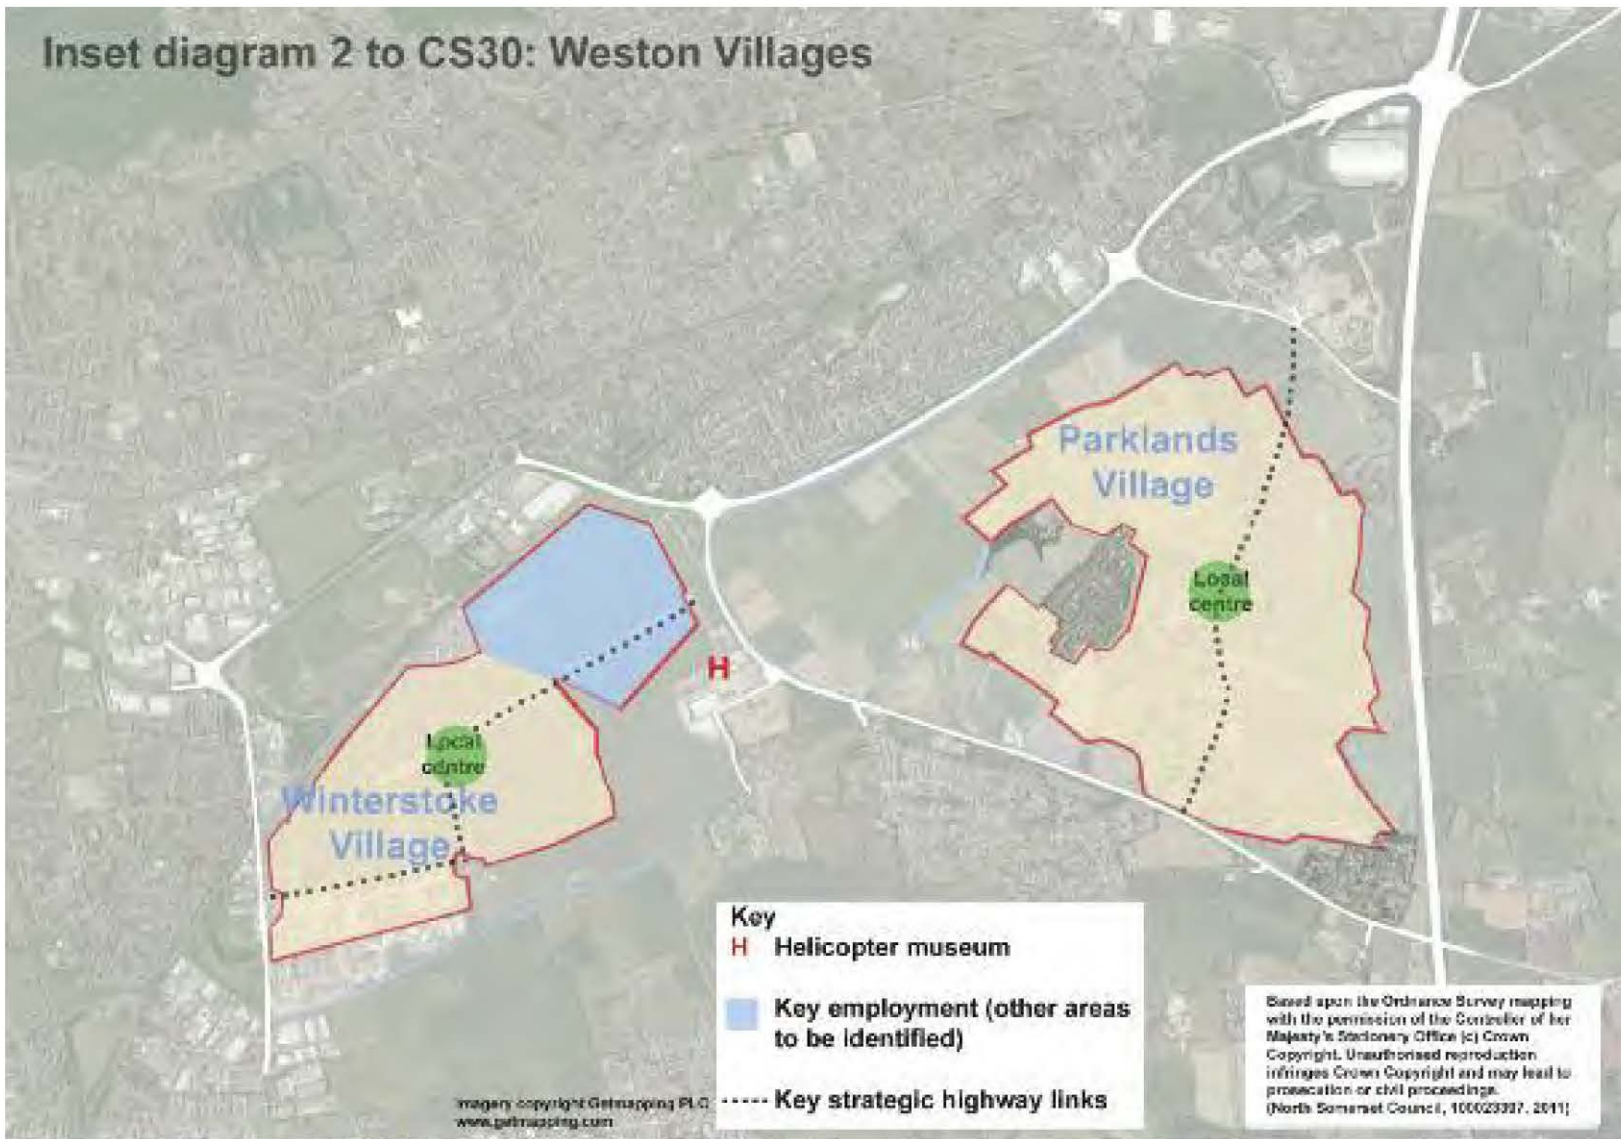 Inset diagram 2 to CS30: Weston Villages
Parklands
Village
Local
centre
H
Local
centre
Winterstoke
Village
Key
H Helicopter museum
Key employment (other areas
to be identified)
Key strategic highway links
Imagery copyright Getmapping PLC
www.getmapping.com
Based upon the Ordnance Survey mapping
with the permission of the Controller of her
Majesty's Stationery Office (c) Crown
Copyright. Unauthorised reproduction
infringes Crown Copyright and may lead to
prosecution or civil proceedings.
(North Somerset Council, 100023397, 2011)